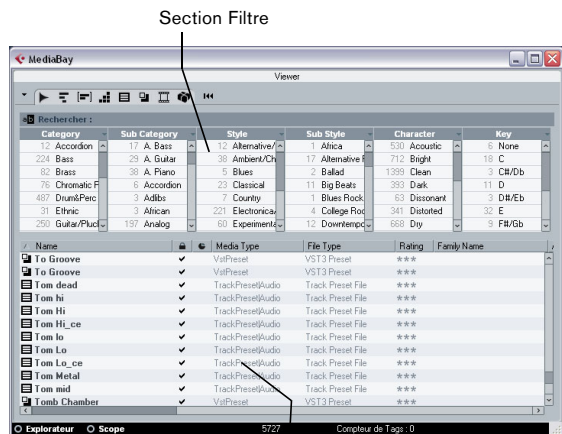 Section Filtre
MediaBay
Viewer
Rechercher :
Category Sub Category Style Sub Style Character Key
12 Accordion 17 A. Bass 12 Alternative/ 1 Africa 530 Acoustic 6 None
224 Bass 29 A. Guitar 38 Ambient/Ch 17 Alternative 712 Bright 18 C
82 Brass 38 A. Piano 5 Blues 2 Ballad 1399 Clean 3 C#/Db
76 Chromatic P 6 Accordion 23 Classical 11 Big Beats 393 Dark 11 D
487 Drum&Perc 3 Adlibs 7 Country 1 Blues Rock 63 Dissonant 3 D#/Eb
31 Ethnic 3 African 221 Electronica/ 4 College Roc 341 Distorted 32 E
250 Guitar/Pluc 197 Analog 60 Experimenta 12 Downtempo 668 Dry 9 F#/Gb
Name Media Type File Type Rating Family Name
To Groove VstPreset VST3 Preset ***
To Groove VstPreset VST3 Preset ***
Tom dead TrackPreset|Audio Track Preset File ***
Tom hi TrackPreset|Audio Track Preset File ***
Tom Hi TrackPreset|Audio Track Preset File ***
Tom Hi_ce TrackPreset|Audio Track Preset File ***
Tom lo TrackPreset|Audio Track Preset File ***
Tom Lo TrackPreset|Audio Track Preset File ***
Tom Lo_ce TrackPreset|Audio Track Preset File ***
Tom Metal TrackPreset|Audio Track Preset File ***
Tom mid TrackPreset|Audio Track Preset File ***
Tomb Chamber VstPreset VST3 Preset ***
Explorateur Scope 5727 Compteur de Tags : 0